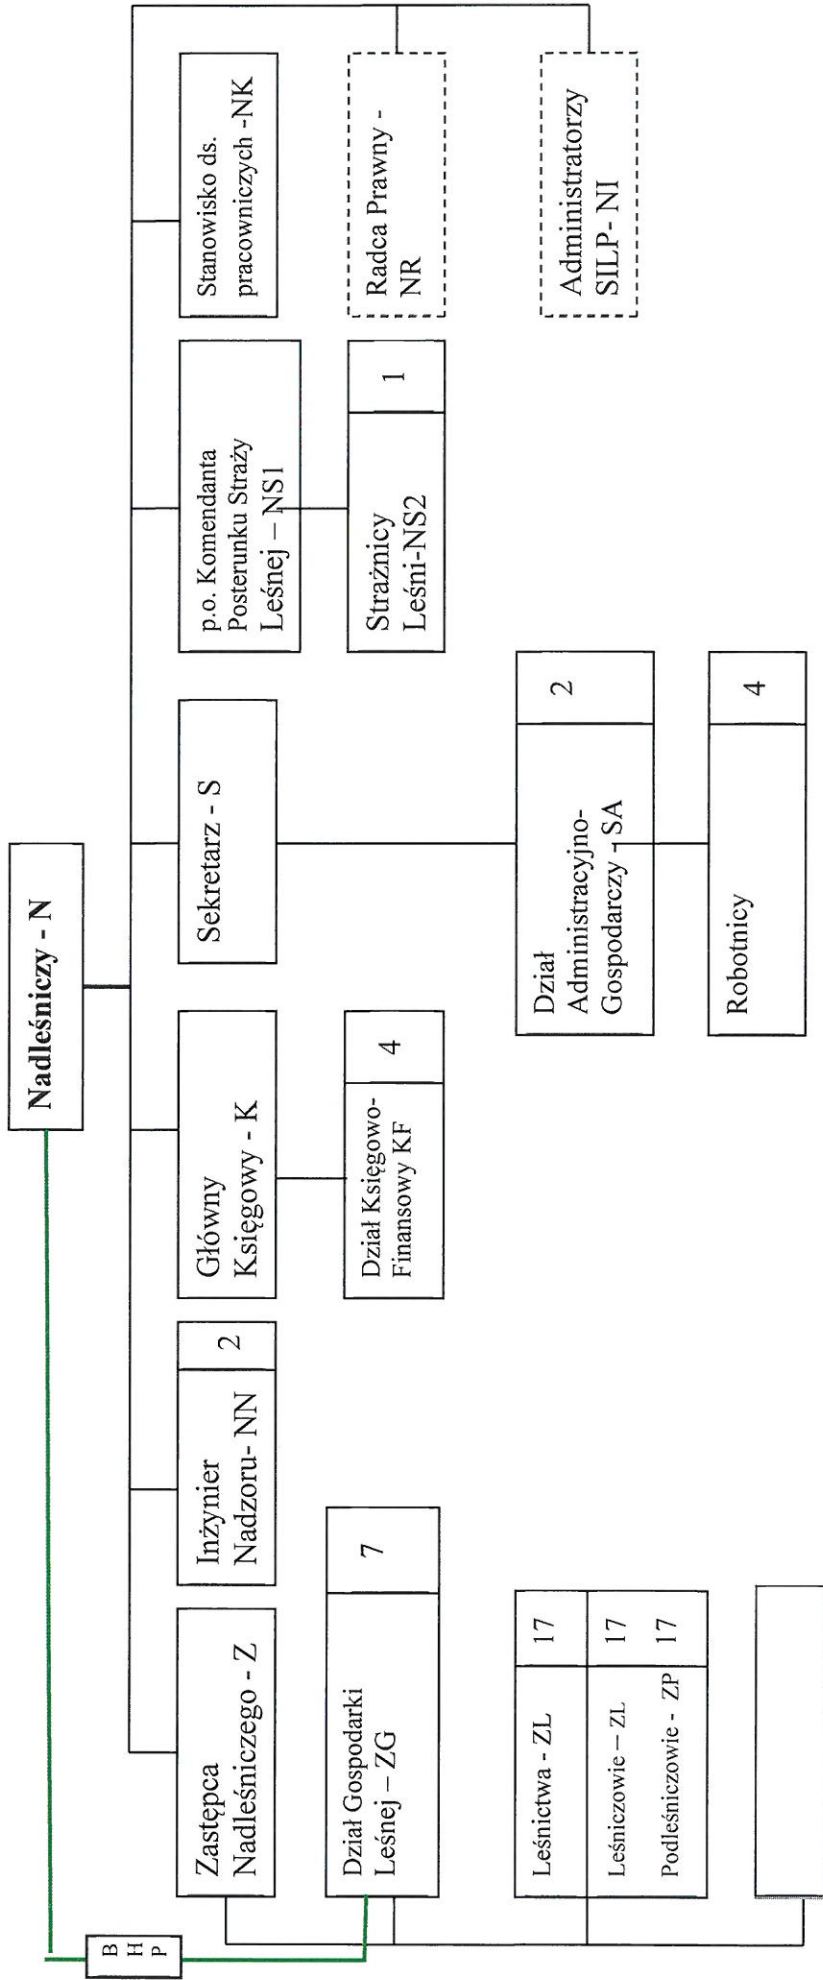 Nadleśniczy - N
B
H
P
Zastępca
Nadleśniczego - Z
Inżynier
Nadzoru- NN
2
Główny
Księgowy - K
Sekretarz - S
p.o. Komendanta
Posterunku Straży
Leśnej – NS1
Stanowisko ds.
pracowniczych -NK
Dział Gospodarki
Leśnej – ZG
7
Dział Księgowo-
Finansowy KF
4
Strażnicy
Leśni-NS2
1
Radca Prawny -
NR
Leśnictwa - ZL
17
Leśniczowie – ZL
17
Podleśniczowie - ZP
17
Dział
Administracyjno-
Gospodarczy - SA
2
Administratorzy
SILP- NI
Robotnicy
4